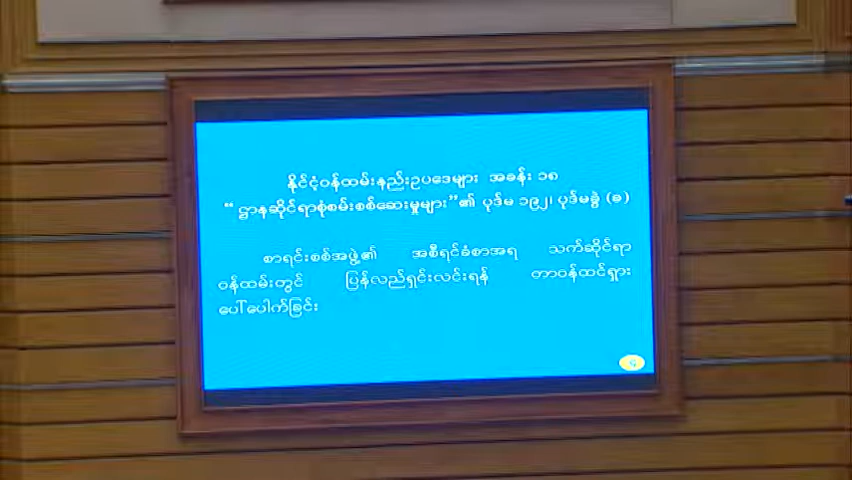 နိုင်ငံ့ဝန်ထမ်းနည်းဥပဒေများ အခန်း ၁၈
“ ဌာနဆိုင်ရာစုံစမ်းစစ်ဆေးမှုများ”၏ ပုဒ်မ ၁၉၂၊ ပုဒ်မခွဲ (ခ)
စာရင်းစစ်အဖွဲ့၏ အစီရင်ခံစာအရ သက်ဆိုင်ရာ
ဝန်ထမ်းတွင် ပြန်လည်ရှင်းလင်းရန် တာဝန်ထင်ရှား
ပေါ်ပေါက်ခြင်း